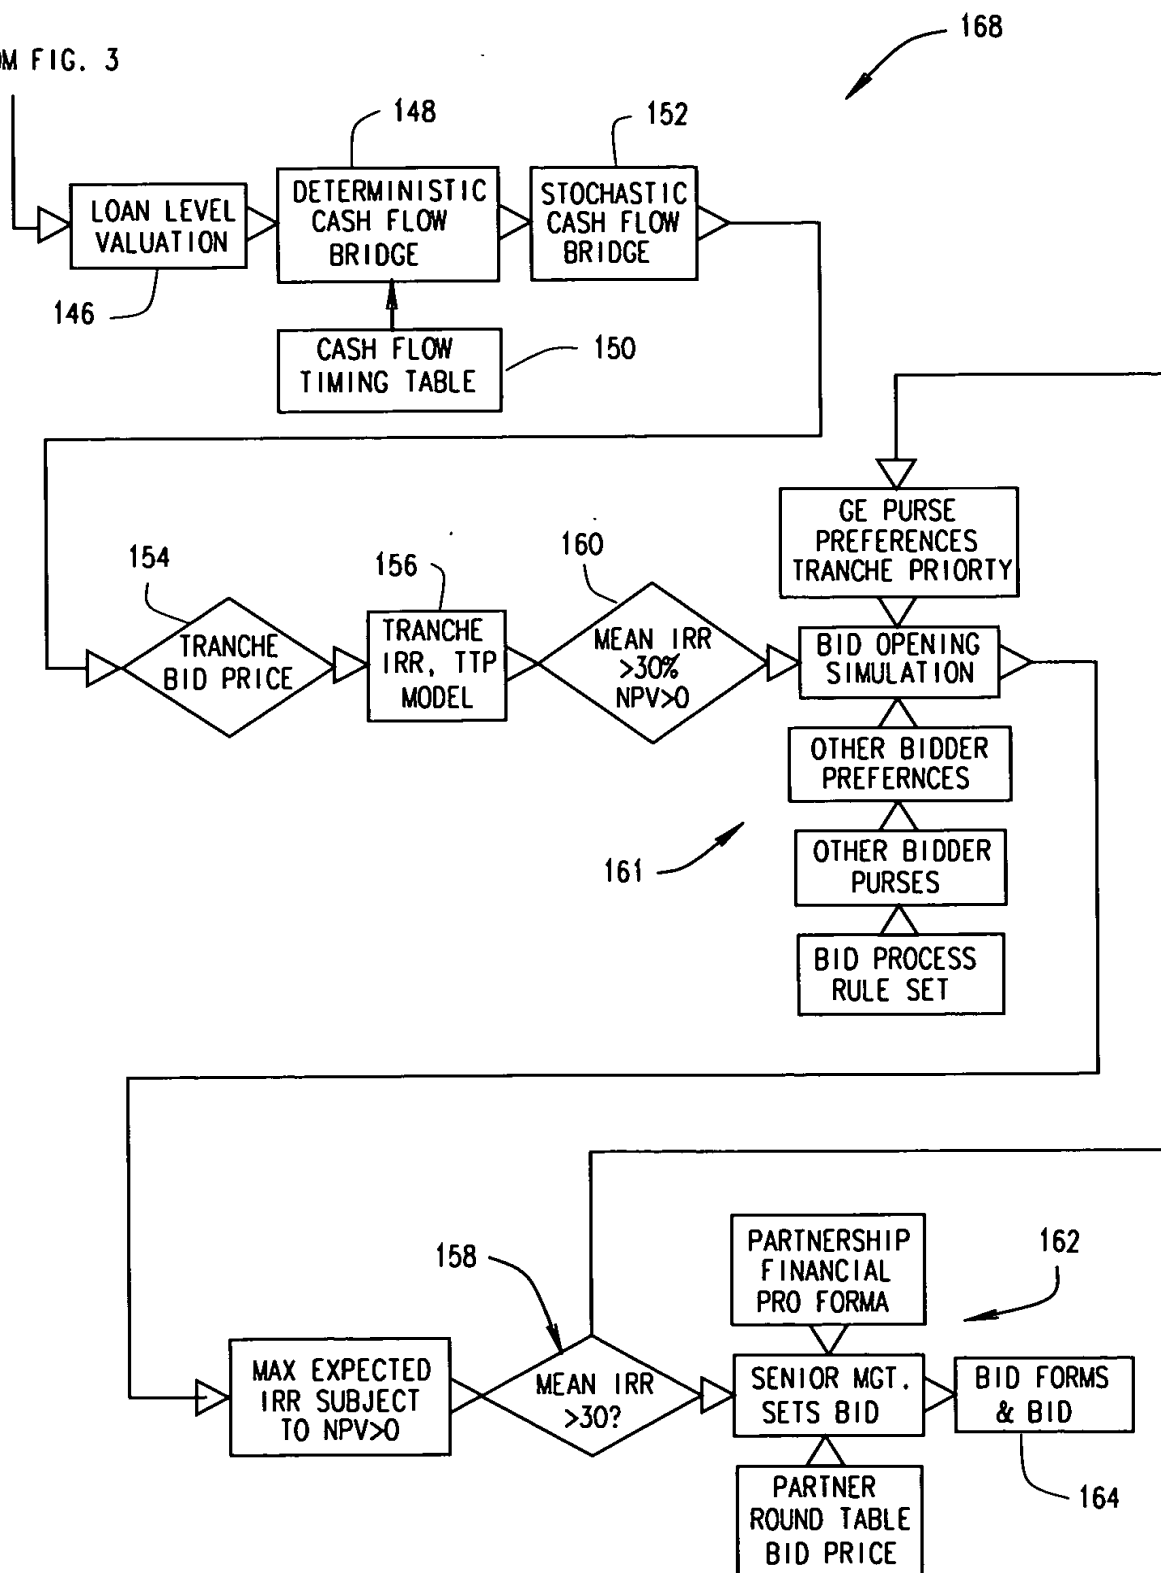 168
OM FIG. 3
148
152
LOAN LEVEL
VALUATION
DETERMINISTIC
CASH FLOW
BRIDGE
STOCHASTIC
CASH FLOW
BRIDGE
146
CASH FLOW
TIMING TABLE
150
GE PURSE
PREFERENCES
TRANCHE PRIORTY
154
156
160
TRANCHE
BID PRICE
TRANCHE
IRR, TTP
MODEL
MEAN IRR
>30%
NPV>0
BID OPENING
SIMULATION
OTHER BIDDER
PREFERNCES
161
OTHER BIDDER
PURSES
BID PROCESS
RULE SET
158
PARTNERSHIP
FINANCIAL
PRO FORMA
162
MAX EXPECTED
IRR SUBJECT
TO NPV>0
MEAN IRR
>30?
SENIOR MGT.
SETS BID
BID FORMS
& BID
PARTNER
ROUND TABLE
BID PRICE
164